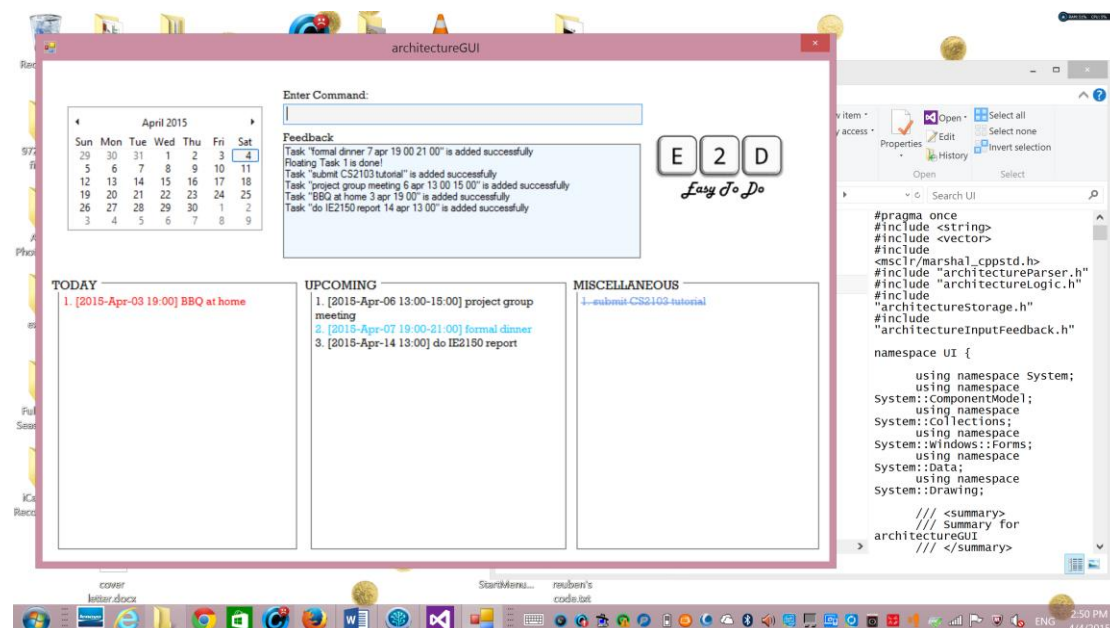 architectureGUI
Enter Command:
April 2015
Sun Mon Tue Wed Thu Fri Sat
29 30 31 1 2 3 4
5 6 7 8 9 10 11
12 13 14 15 16 17 18
19 20 21 22 23 24 25
26 27 28 29 30 1 2
3 4 5 6 7 8 9
Feedback
Task "formal dinner 7 apr 19 00 21 00" is added successfully
floating Task 1 is done!
Task "submit CS2103 tutorial" is added successfully
Task "project group meeting 6 apr 13 00 15 00" is added successfully
Task "BBQ at home 3 apr 19 00" is added successfully
Task "do IE2150 report 14 apr 13 00" is added successfully
E 2 D
Easy To Do
TODAY
1. [2015-Apr-03 19:00] BBQ at home
UPCOMING
1. [2015-Apr-06 13:00-15:00] project group
meeting
2. [2015-Apr-07 19:00-21:00] formal dinner
3. [2015-Apr-14 13:00] do IE2150 report
MISCELLANEOUS
1. submit CS2103 tutorial
Properties
Open
Edit
History
Select all
Select none
Invert selection
Open
Select
Search UI
#pragma once
#include <string>
#include <vector>
#include
<msclr/marshal_cppstd.h>
#include "architectureParser.h"
#include "architectureLogic.h"
#include
"architectureStorage.h"
#include
"architectureInputFeedback.h"
namespace UI {
using namespace System;
using namespace
System::ComponentModel;
using namespace
System::Collections;
using namespace
System::Windows::Forms;
using namespace
System::Data;
using namespace
System::Drawing;
/// <summary>
/// Summary for
architectureGUI
/// </summary>
cover
letter.docx
StartMenu...
reuben's
code.txt
ENG
2:50 PM